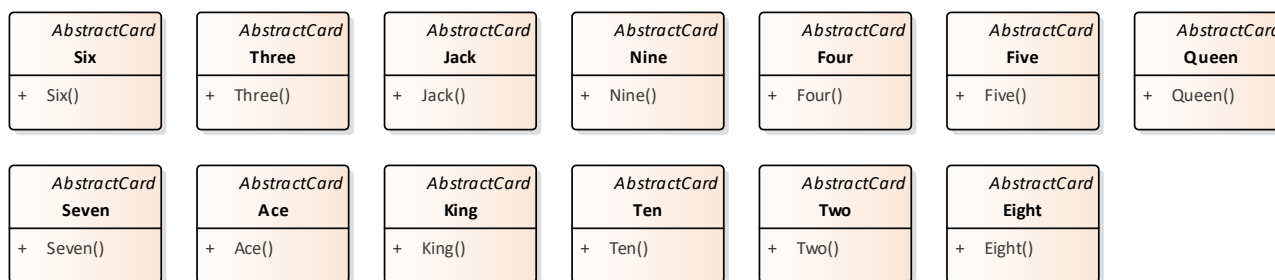 AbstractCard
Six
+ Six()
AbstractCard
Three
+ Three()
AbstractCard
Jack
+ Jack()
AbstractCard
Nine
+ Nine()
AbstractCard
Four
+ Four()
AbstractCard
Five
+ Five()
AbstractCard
Queen
+ Queen()
AbstractCard
Seven
+ Seven()
AbstractCard
Ace
+ Ace()
AbstractCard
King
+ King()
AbstractCard
Ten
+ Ten()
AbstractCard
Two
+ Two()
AbstractCard
Eight
+ Eight()